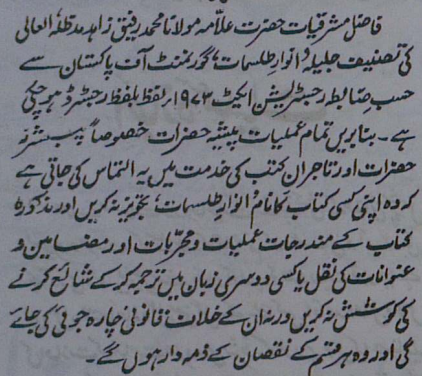 فاضل مشرقیات حضرت علامہ مولانا محمد رفیق زاہد مدظلہ العالی
کی تصنیف جلیلہ "انوار طلسمات" گورنمنٹ آف پاکستان سے
حسب ضابطہ رجسٹریشن ایکٹ ۱۹۷۳ لفظ بلفظ رجسٹرڈ ہو چکی
ہے۔ بنا بریں تمام عملیات پیشہ حضرات خصوصاً پبلشرز
حضرات اور تاجران کتب کی خدمت میں یہ التماس کی جاتی ہے
کہ وہ اپنی کسی کتاب کا نام "انوار طلسمات" تجویز نہ کریں اور مذکورہ
کتاب کے مندرجات عملیات و مجربات اور مضامین و
عنوانات کی نقل یا کسی دوسری زبان میں ترجمہ کر کے شائع کرنے
کی کوشش نہ کریں ورنہ ان کے خلاف قانونی چارہ جوئی کی جائے
گی اور وہ ہر قسم کے نقصان کے ذمہ دار ہوں گے۔